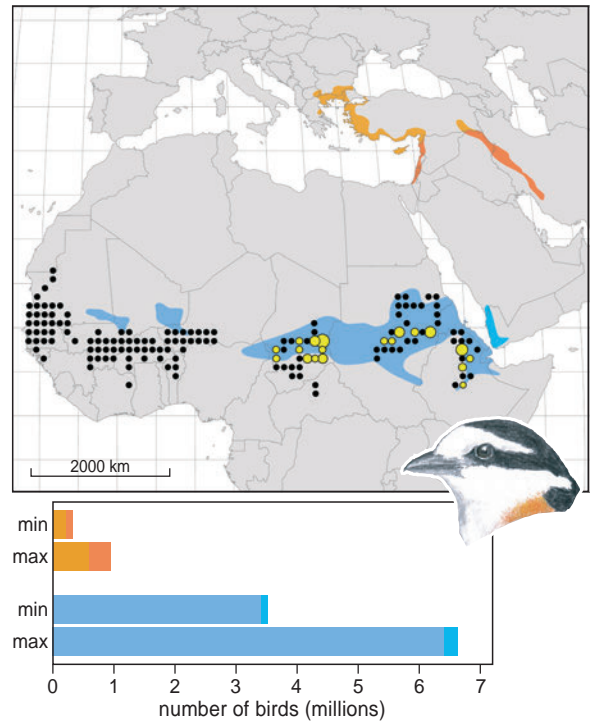 2000 km
min
max
min
max
0 1 2 3 4 5 6 7
number of birds (millions)